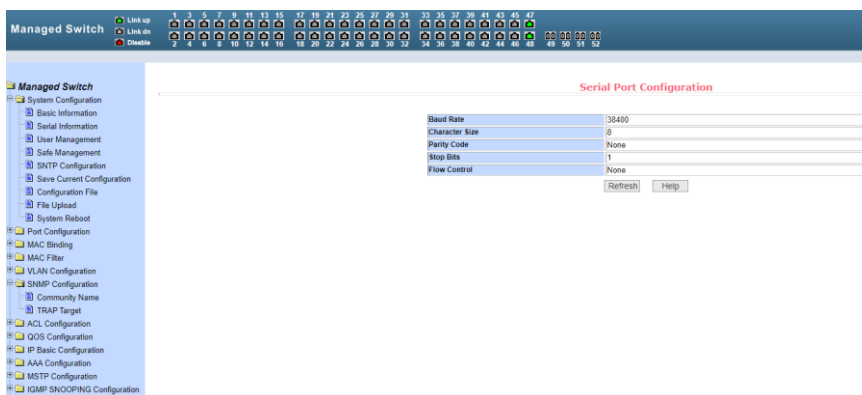 Managed Switch
Link up
Link dn
Disable
1 3 5 7 9 11 13 15 17 19 21 23 25 27 29 31 33 35 37 39 41 43 45 47
2 4 6 8 10 12 14 16 18 20 22 24 26 28 30 32 34 36 38 40 42 44 46 48 49 50 51 52
Managed Switch
System Configuration
Basic Information
Serial Information
User Management
Safe Management
SNTP Configuration
Save Current Configuration
Configuration File
File Upload
System Reboot
Port Configuration
MAC Binding
MAC Filter
VLAN Configuration
SNMP Configuration
Community Name
TRAP Target
ACL Configuration
QOS Configuration
IP Basic Configuration
AAA Configuration
MSTP Configuration
IGMP SNOOPING Configuration
Serial Port Configuration
Baud Rate 38400
Character Size 8
Parity Code None
Stop Bits 1
Flow Control None
Refresh Help